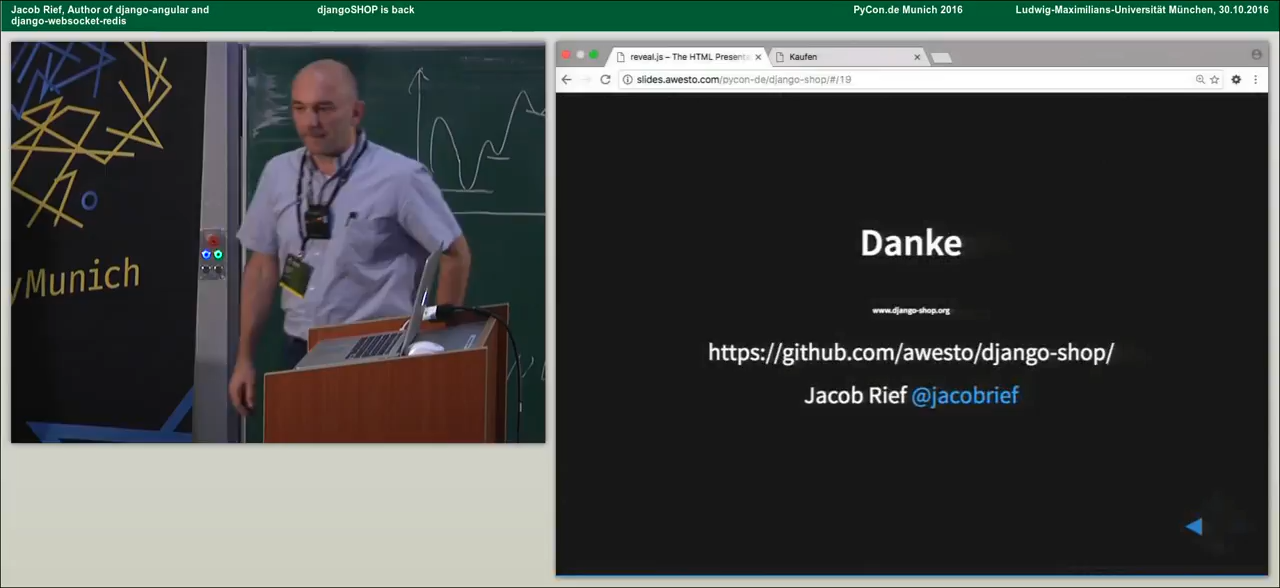 Jacob Rief, Author of django-angular and
django-websocket-redis
djangoSHOP is back
PyCon.de Munich 2016
Ludwig-Maximilians-Universität München, 30.10.2016
yMunich
reveal.js – The HTML Presenta
Kaufen
slides.awesto.com/pycon-de/django-shop/#/19
Danke
www.django-shop.org
https://github.com/awesto/django-shop/
Jacob Rief @jacobrief